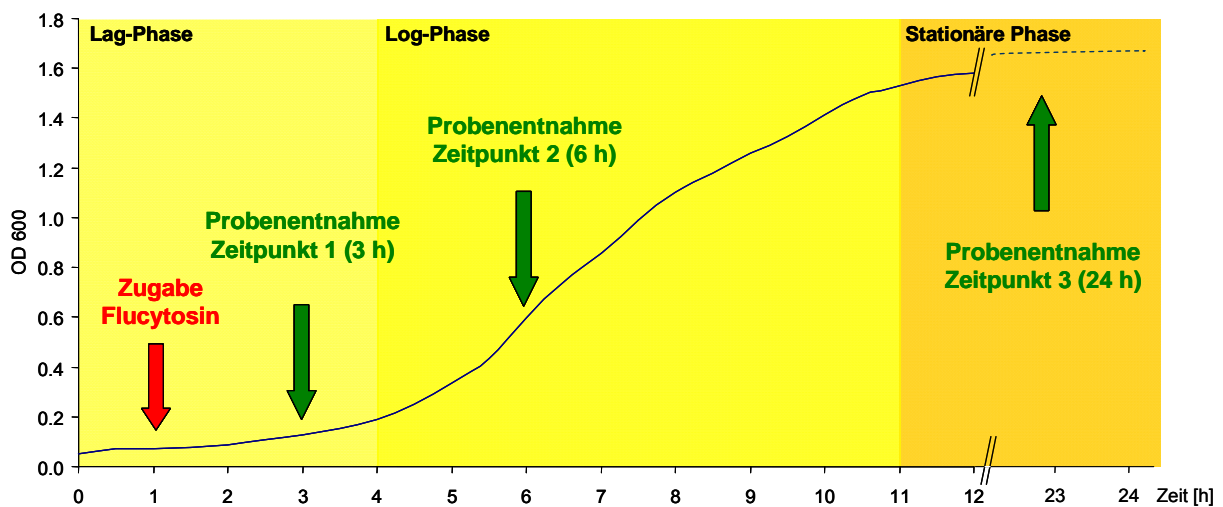 1.8
1.6
1.4
1.2
1.0
0.8
0.6
0.4
0.2
0.0
OD 600
Lag-Phase
Log-Phase
Stationäre Phase
Zugabe
Flucytosin
Probenentnahme
Zeitpunkt 1 (3 h)
Probenentnahme
Zeitpunkt 2 (6 h)
Probenentnahme
Zeitpunkt 3 (24 h)
0 1 2 3 4 5 6 7 8 9 10 11 12 23 24 Zeit [h]